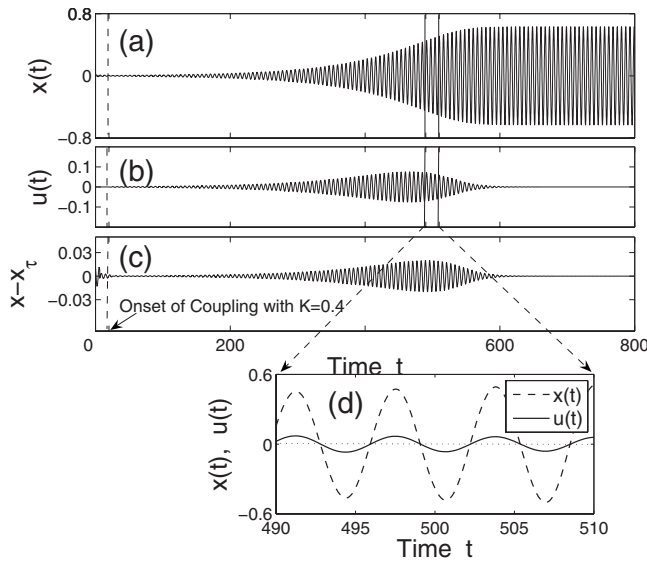 0.8
(a)
x(t)
0
−0.8
0.1
(b)
u(t)
0
−0.1
0.03
(c)
x−x_τ
0
−0.03
Onset of Coupling with K=0.4
0 200 400 600 800
Time t
0.6
(d)
x(t)
u(t)
x(t), u(t)
0
−0.6
490 495 500 505 510
Time t